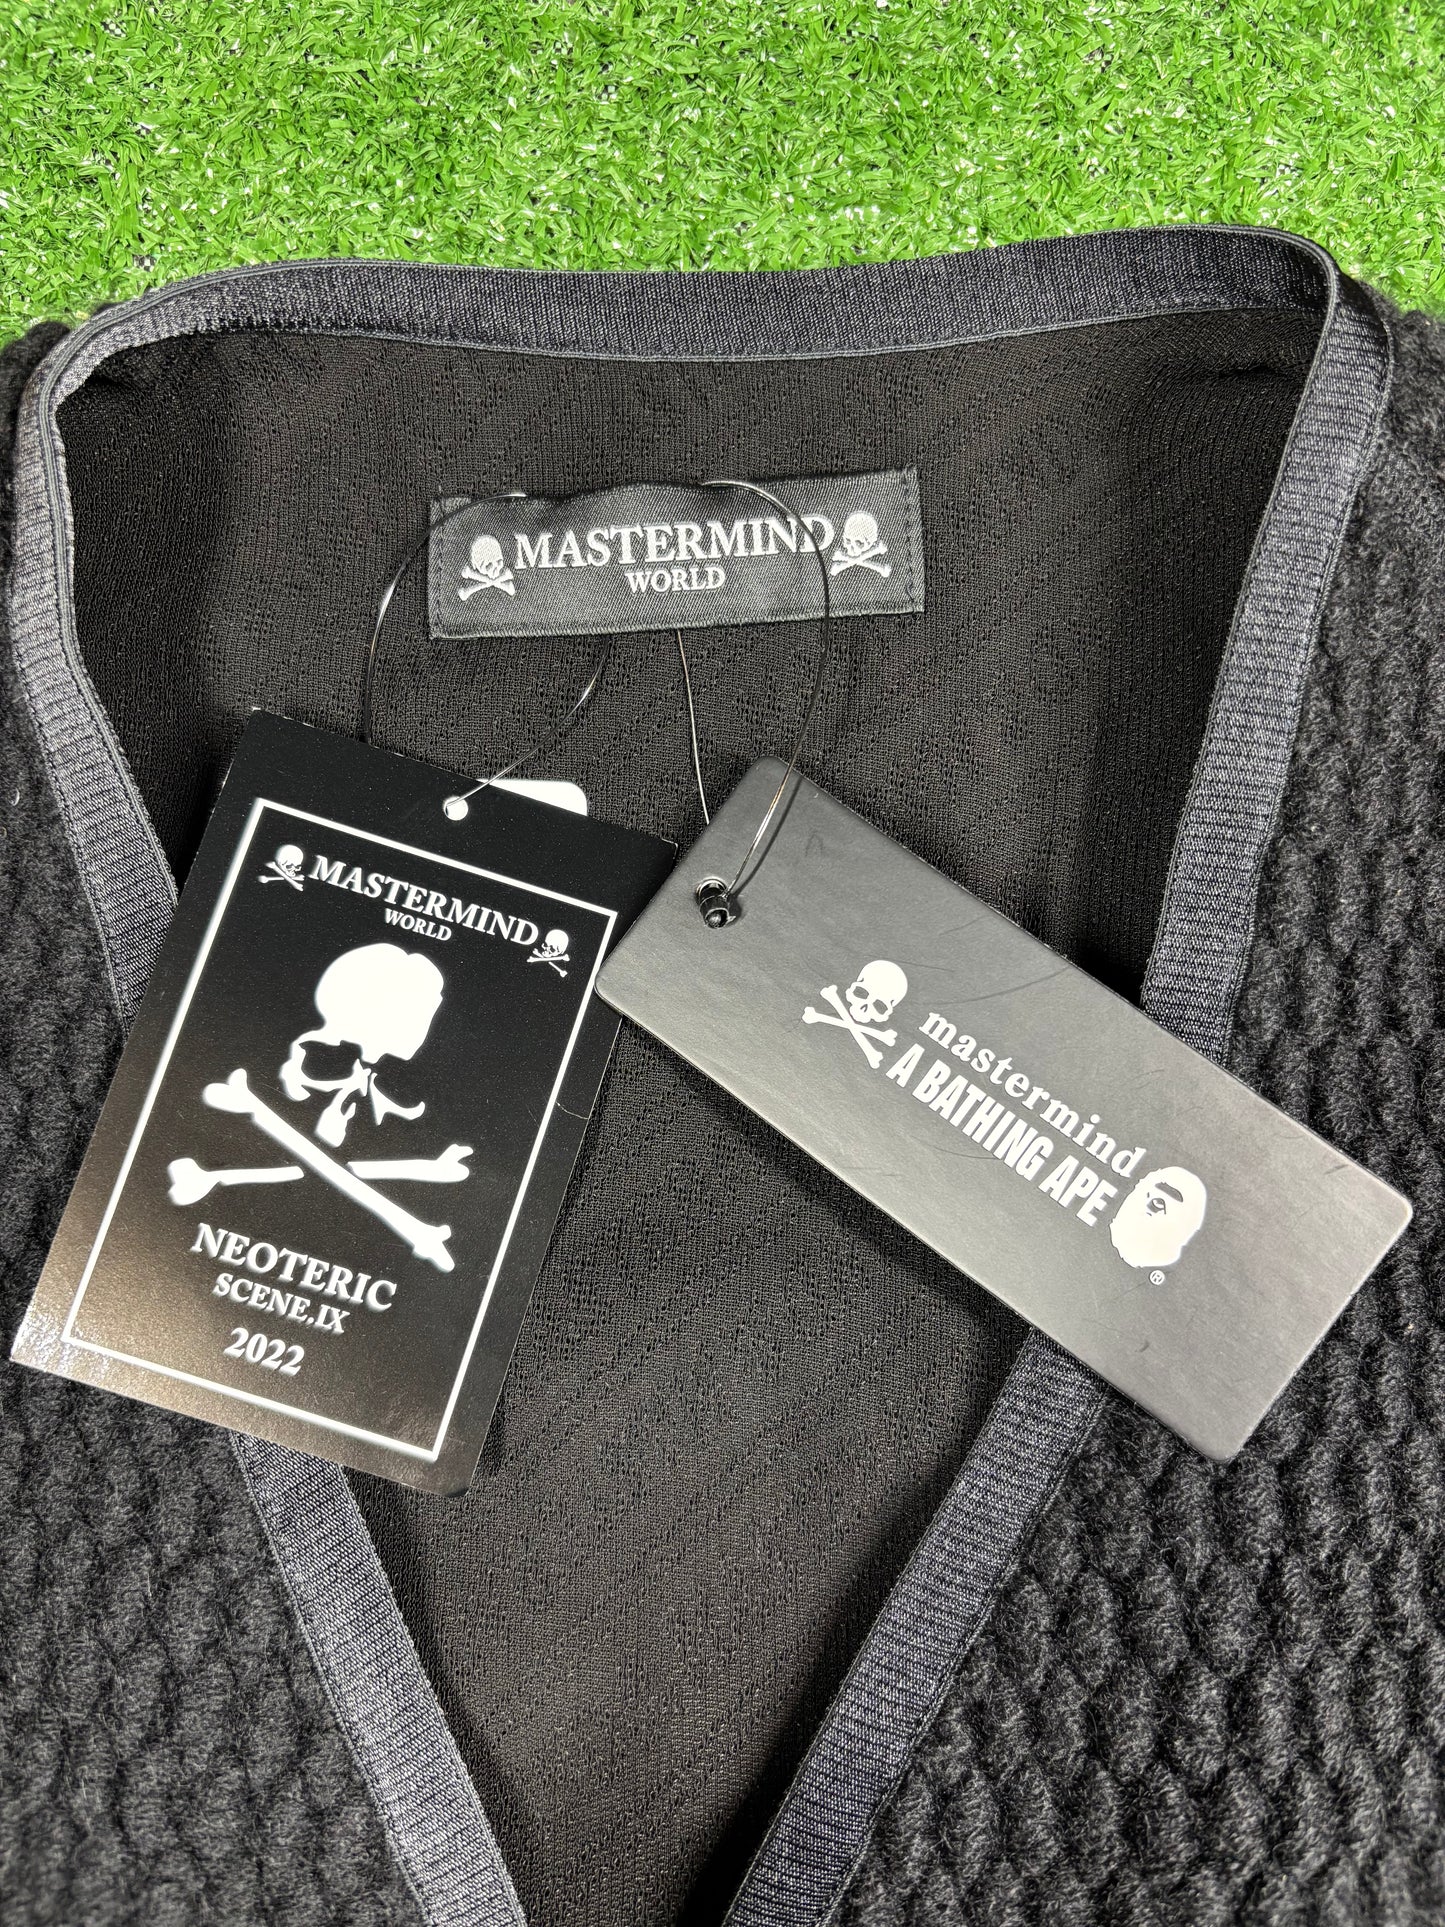 MASTERMIND
WORLD
MASTERMIND
WORLD
NEOTERIC
SCENE.IX
2022
mastermind
A BATHING APE
®